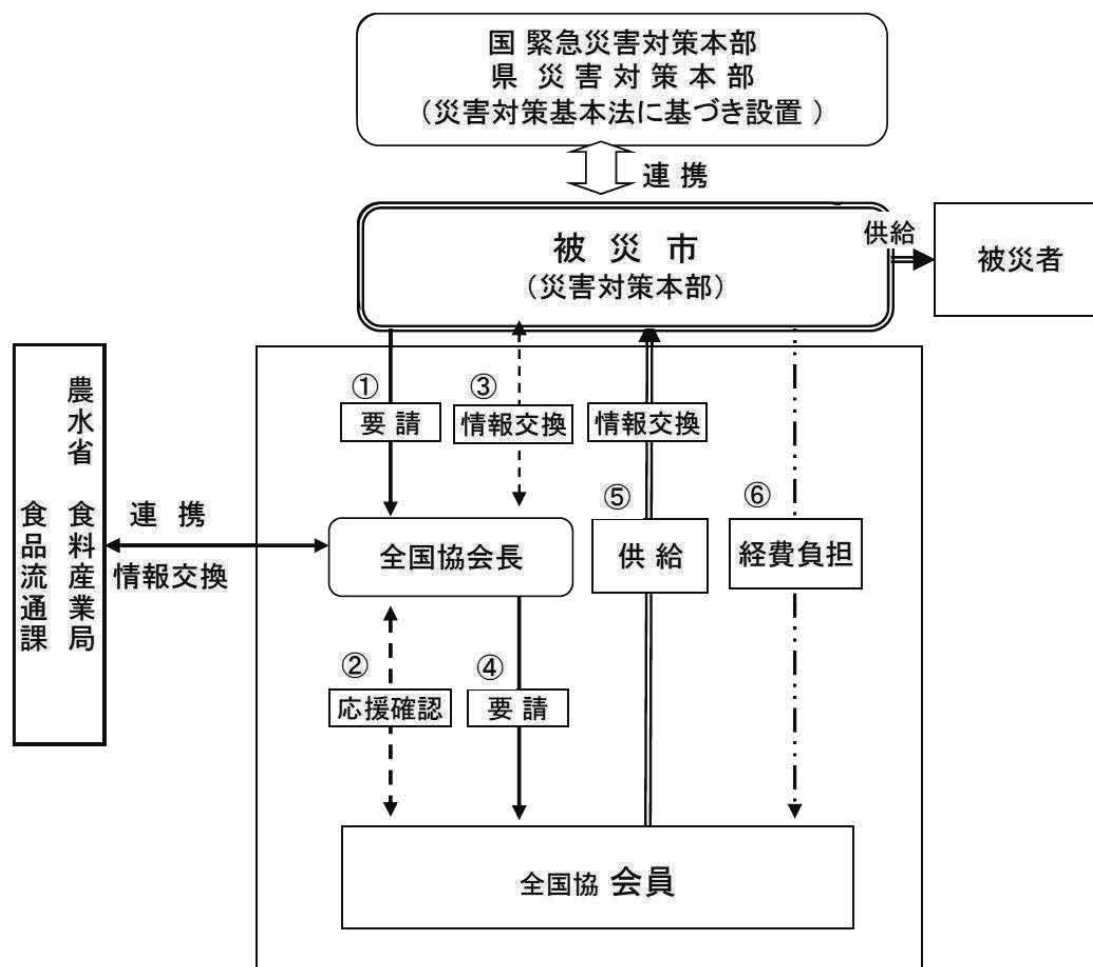 国 緊急災害対策本部
県 災害対策本部
（災害対策基本法に基づき設置 ）
連 携
被 災 市
（災害対策本部）
供給
被災者
①
要 請
③
情報交換
情報交換
農水省 食料産業局
食品流通課
連 携
情報交換
全国協会長
⑤
供 給
⑥
経費負担
②
応援確認
④
要 請
全国協 会員